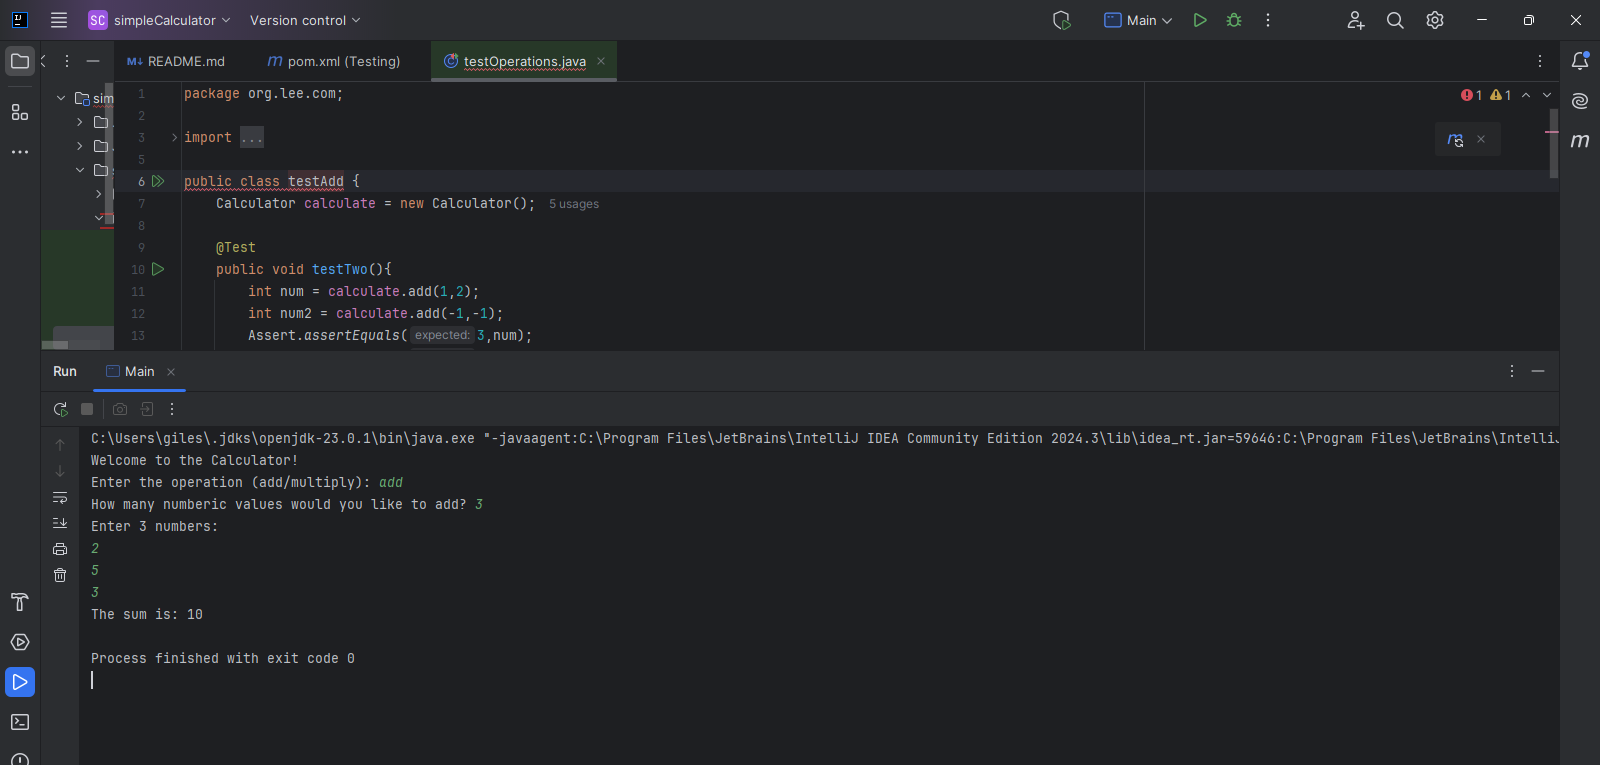 SC simpleCalculator Version control Main
README.md pom.xml (Testing) testOperations.java
sim
1 package org.lee.com;
2
3 import ...
5
6 public class testAdd {
7 Calculator calculate = new Calculator(); 5 usages
8
9 @Test
10 public void testTwo(){
11 int num = calculate.add(1,2);
12 int num2 = calculate.add(-1,-1);
13 Assert.assertEquals( expected: 3,num);
1 1
Run Main
C:\Users\giles\.jdks\openjdk-23.0.1\bin\java.exe "-javaagent:C:\Program Files\JetBrains\IntelliJ IDEA Community Edition 2024.3\lib\idea_rt.jar=59646:C:\Program Files\JetBrains\IntelliJ
Welcome to the Calculator!
Enter the operation (add/multiply): add
How many numberic values would you like to add? 3
Enter 3 numbers:
2
5
3
The sum is: 10
Process finished with exit code 0